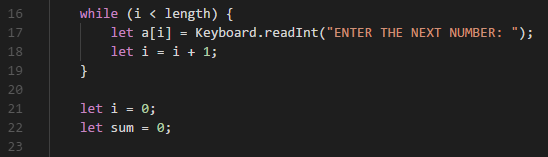 16 while (i < length) {
17 let a[i] = Keyboard.readInt("ENTER THE NEXT NUMBER: ");
18 let i = i + 1;
19 }
20
21 let i = 0;
22 let sum = 0;
23